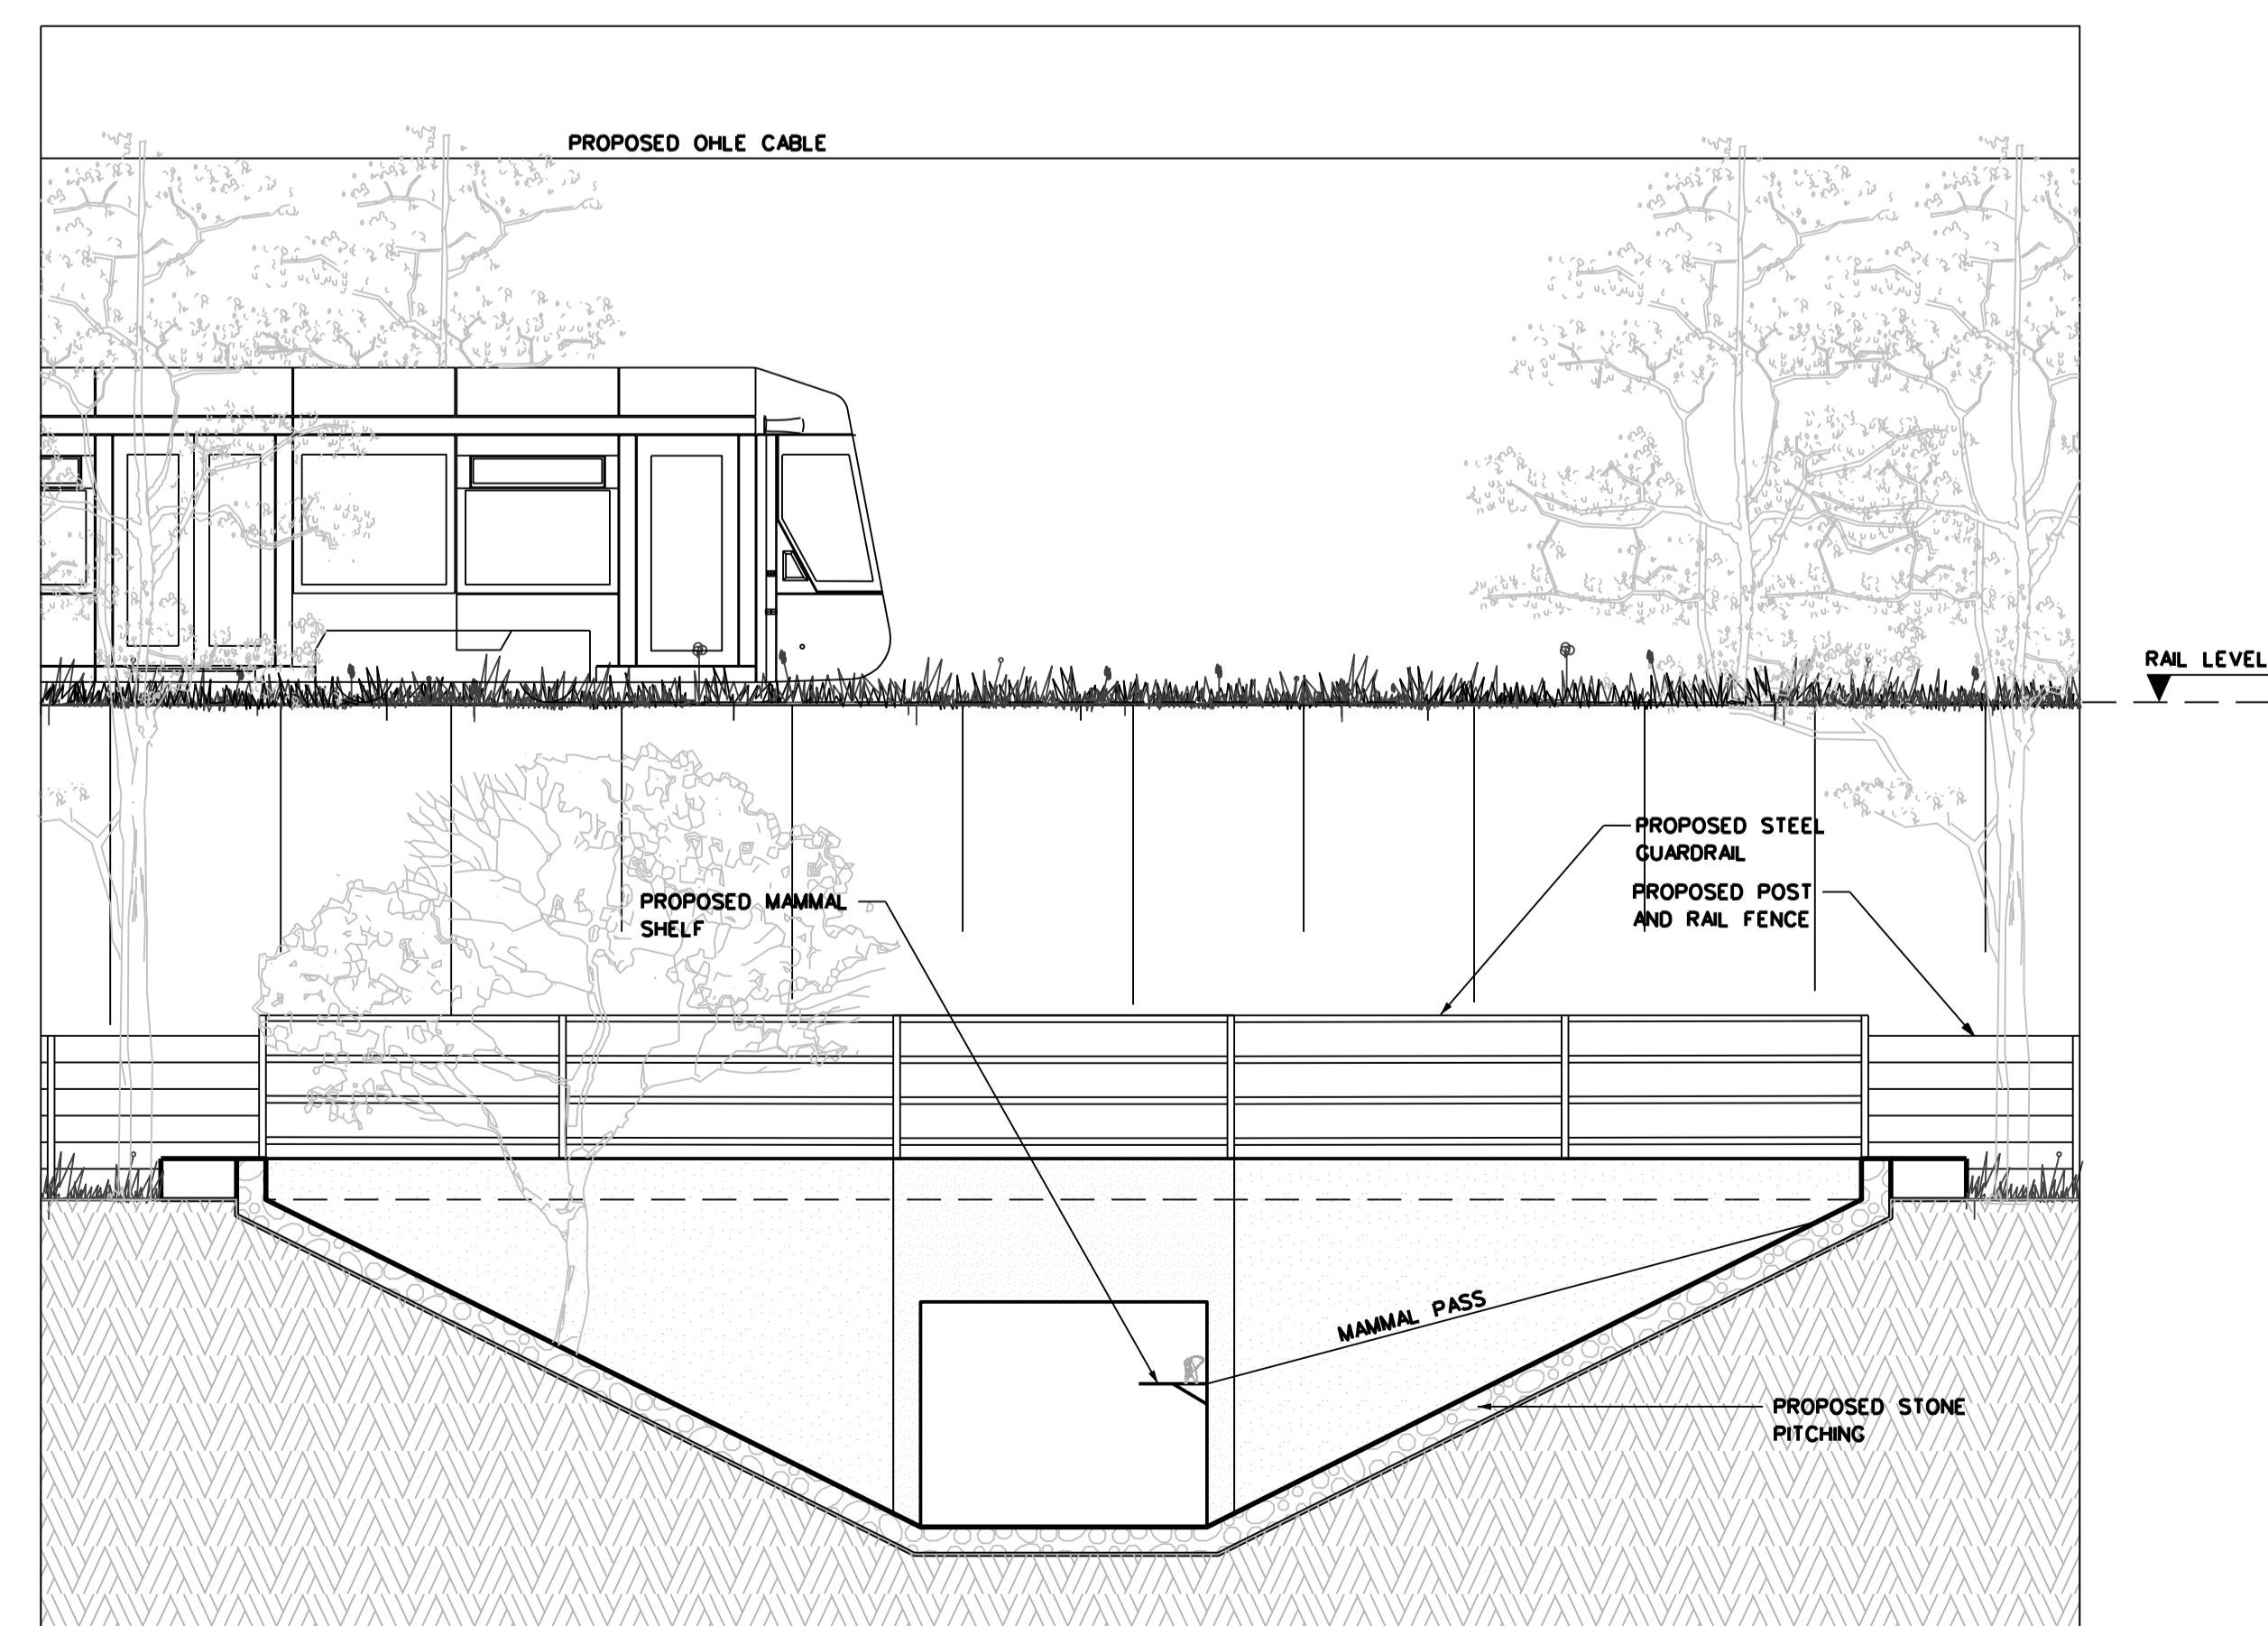 PROPOSED OHLE CABLE
RAIL LEVEL
PROPOSED STEEL
GUARDRAIL
PROPOSED POST
AND RAIL FENCE
PROPOSED MAMMAL
SHELF
MAMMAL PASS
PROPOSED STONE
PITCHING